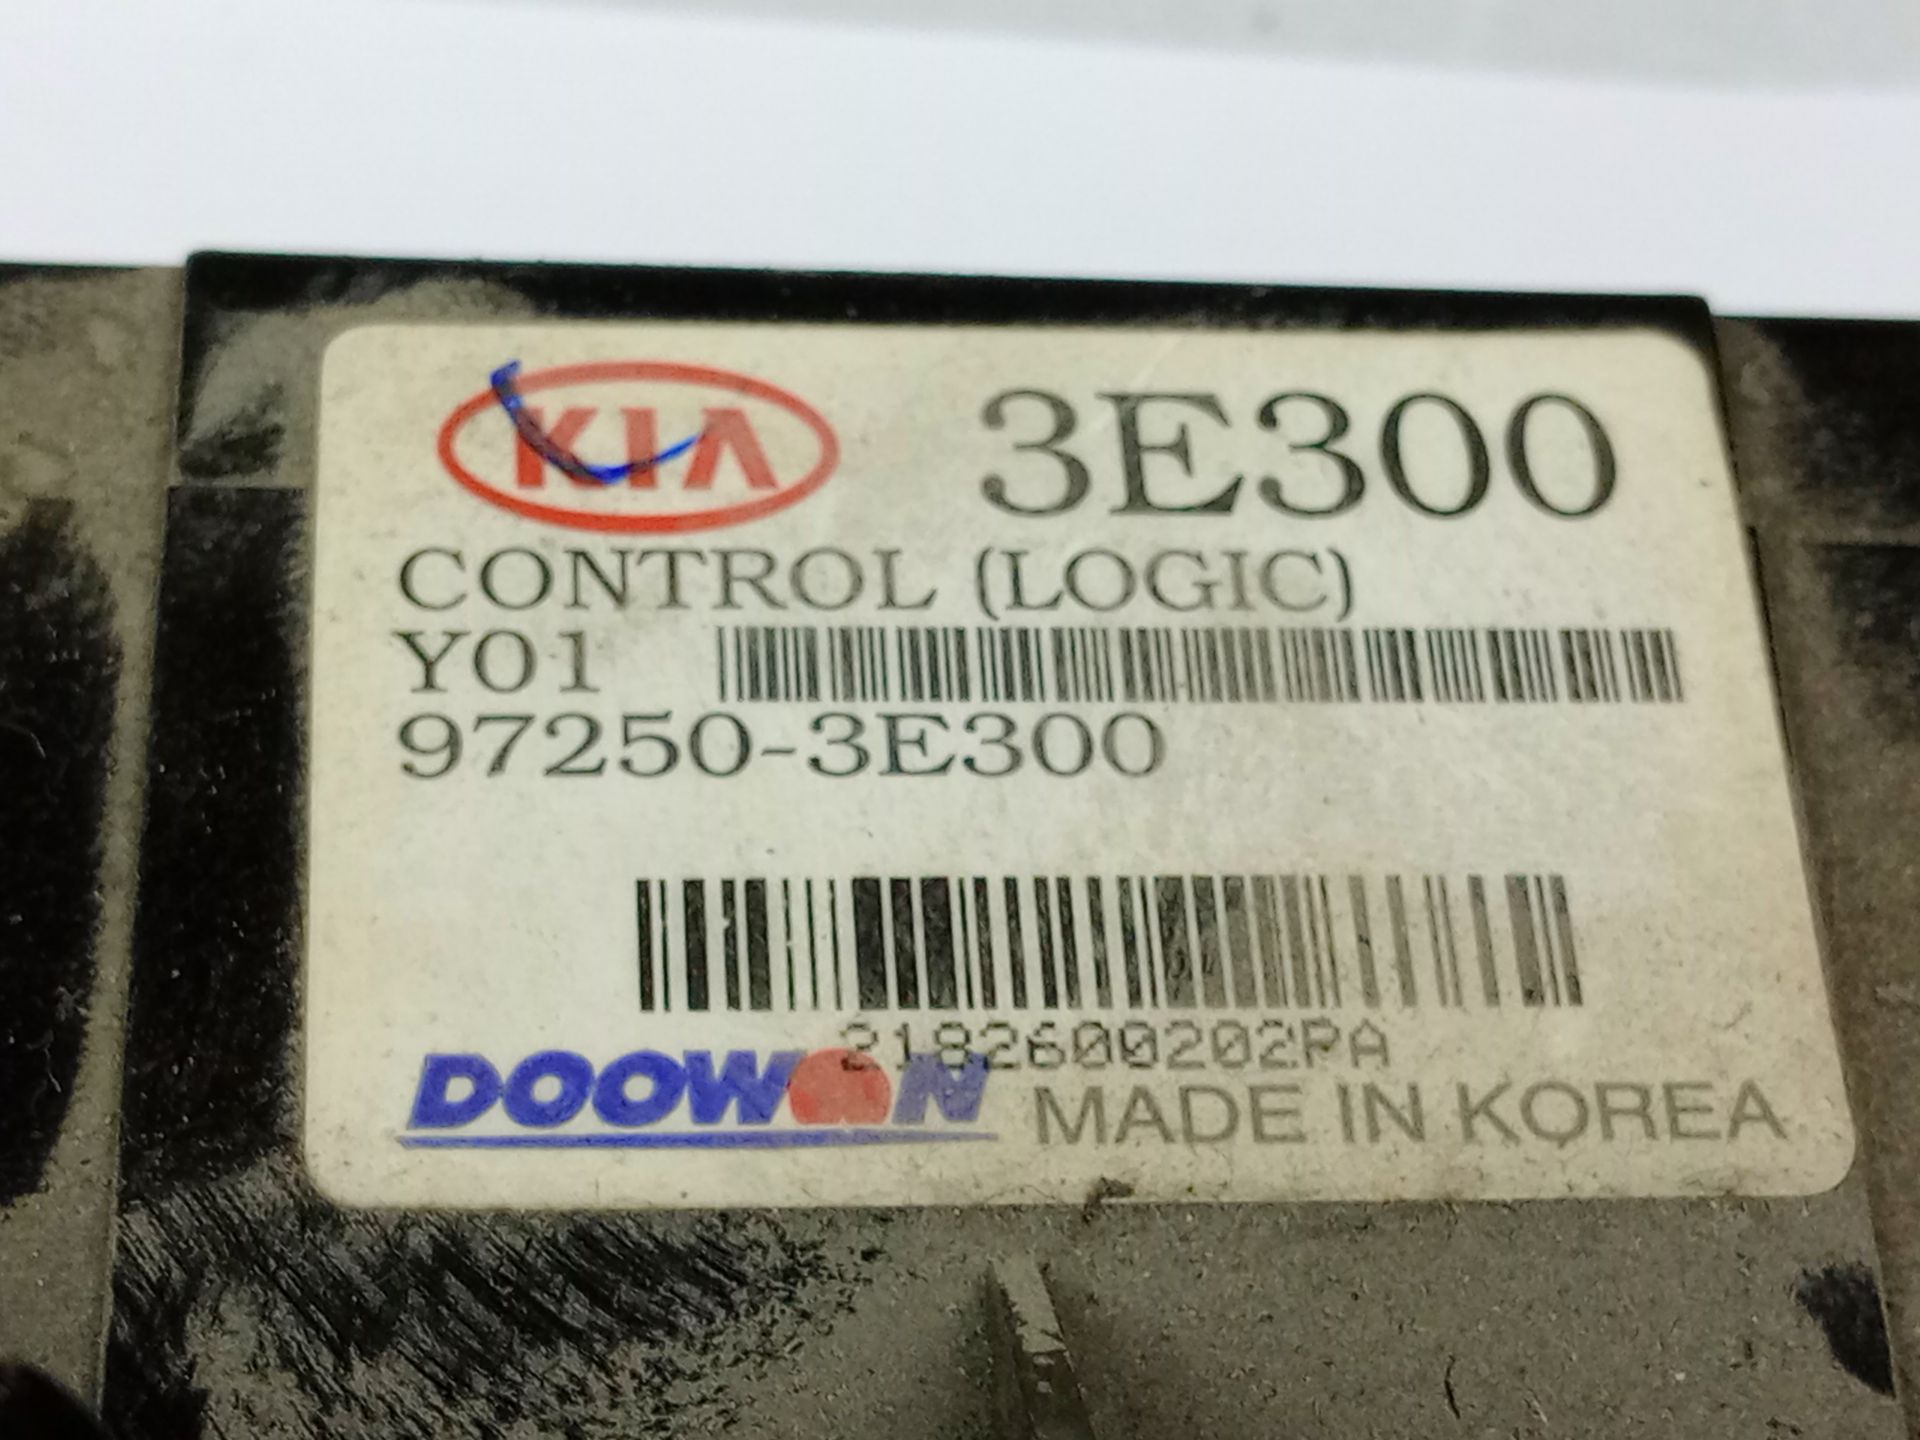 KIA 3E300
CONTROL (LOGIC)
Y01
97250-3E300
2182600202PA
DOOWON MADE IN KOREA